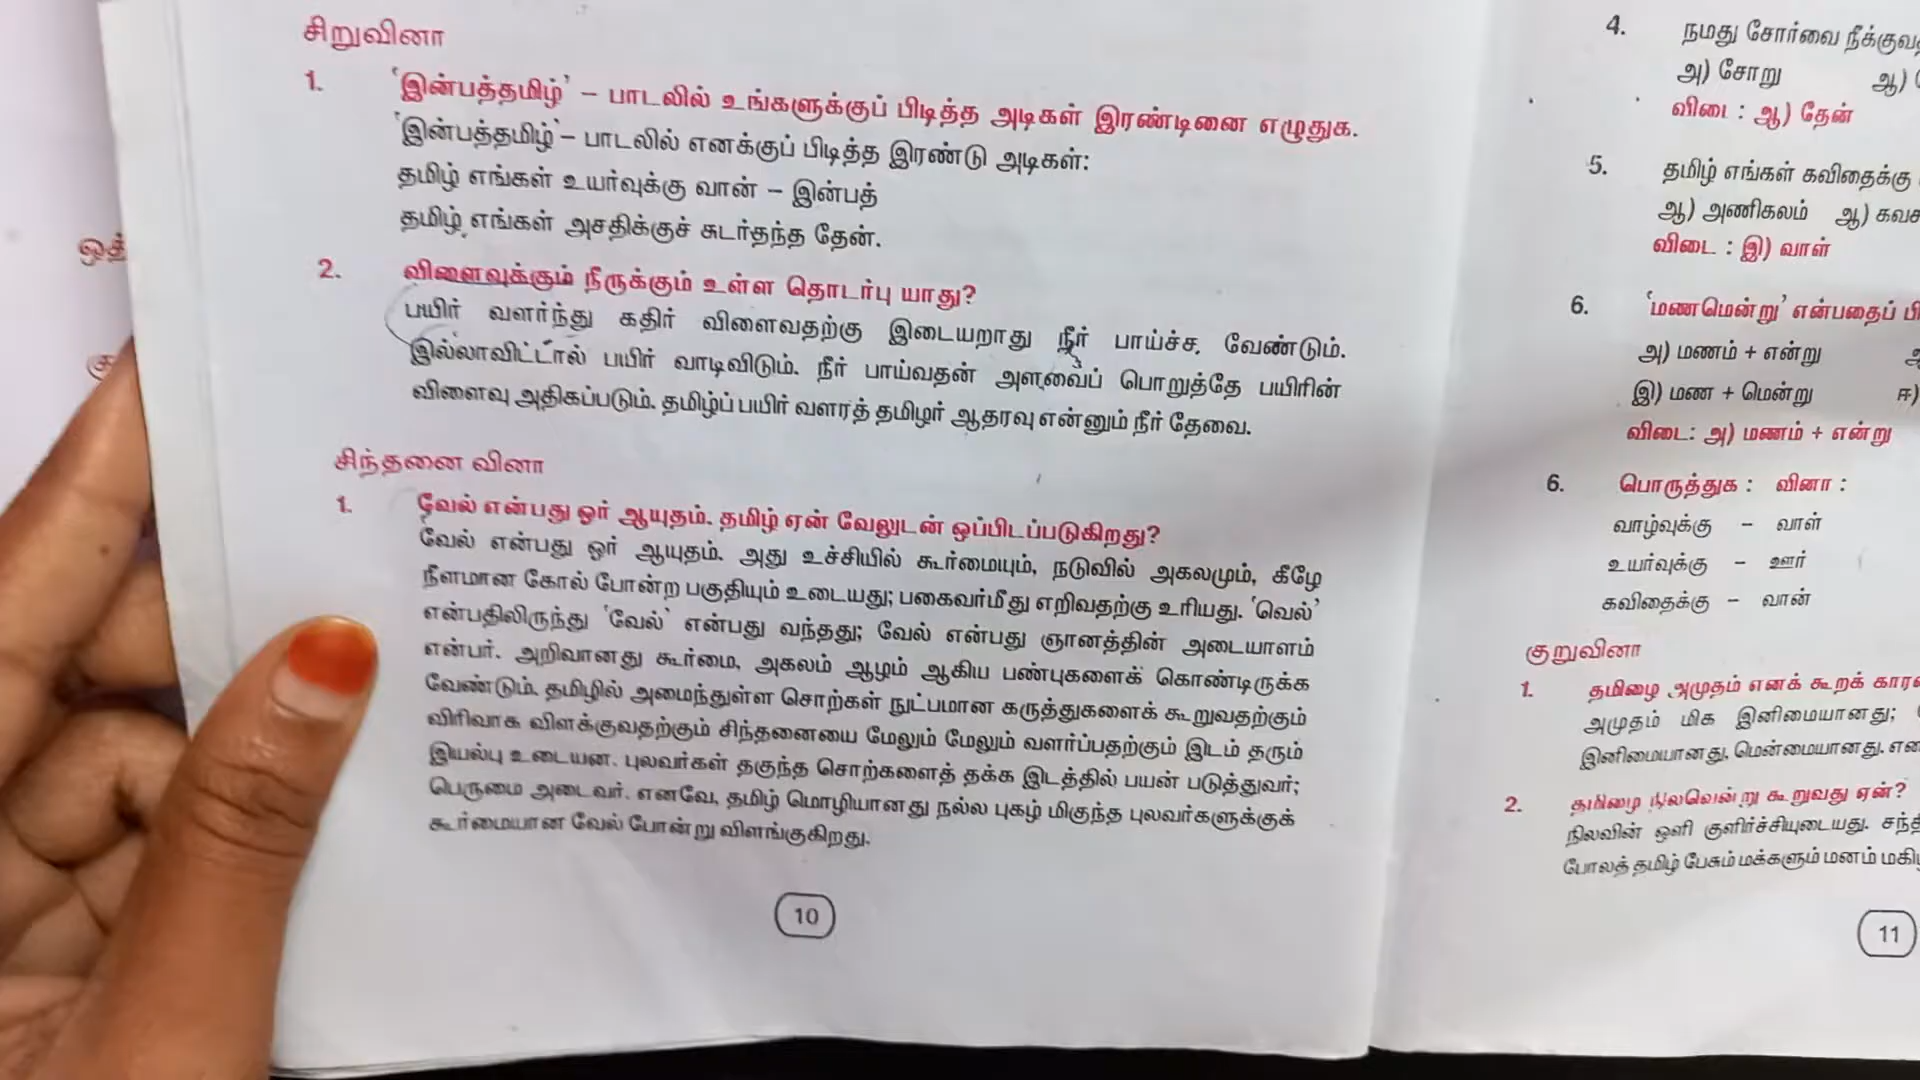 சிறுவினா
1. 'இன்பத்தமிழ்' – பாடலில் உங்களுக்குப் பிடித்த அடிகள் இரண்டினை எழுதுக.
'இன்பத்தமிழ்'– பாடலில் எனக்குப் பிடித்த இரண்டு அடிகள்:
தமிழ் எங்கள் உயர்வுக்கு வான் – இன்பத்
தமிழ் எங்கள் அசதிக்குச் சுடர்தந்த தேன்.
2. விளைவுக்கும் நீருக்கும் உள்ள தொடர்பு யாது?
பயிர் வளர்ந்து கதிர் விளைவதற்கு இடையறாது நீர் பாய்ச்ச வேண்டும்.
இல்லாவிட்டால் பயிர் வாடிவிடும். நீர் பாய்வதன் அளவைப் பொறுத்தே பயிரின்
விளைவு அதிகப்படும். தமிழ்ப் பயிர் வளரத் தமிழர் ஆதரவு என்னும் நீர் தேவை.
சிந்தனை வினா
1. வேல் என்பது ஓர் ஆயுதம். தமிழ் ஏன் வேலுடன் ஒப்பிடப்படுகிறது?
வேல் என்பது ஓர் ஆயுதம். அது உச்சியில் கூர்மையும், நடுவில் அகலமும், கீழே
நீளமான கோல் போன்ற பகுதியும் உடையது; பகைவர்மீது எறிவதற்கு உரியது. 'வெல்'
என்பதிலிருந்து 'வேல்' என்பது வந்தது; வேல் என்பது ஞானத்தின் அடையாளம்
என்பர். அறிவானது கூர்மை, அகலம் ஆழம் ஆகிய பண்புகளைக் கொண்டிருக்க
வேண்டும். தமிழில் அமைந்துள்ள சொற்கள் நுட்பமான கருத்துகளைக் கூறுவதற்கும்
விரிவாக விளக்குவதற்கும் சிந்தனையை மேலும் மேலும் வளர்ப்பதற்கும் இடம் தரும்
இயல்பு உடையன. புலவர்கள் தகுந்த சொற்களைத் தக்க இடத்தில் பயன் படுத்துவர்;
பெருமை அடைவர். எனவே, தமிழ் மொழியானது நல்ல புகழ் மிகுந்த புலவர்களுக்குக்
கூர்மையான வேல் போன்று விளங்குகிறது.
10
4. நமது சோர்வை
அ) சோறு ஆ)
விடை : ஆ) தேன்
5. தமிழ் எங்கள் கவிதைக்கு
ஆ) அணிகலம் ஆ)
விடை : இ) வாள்
6. 'மணமென்று' என்பதைப்
அ) மணம் + என்று
இ) மண + மென்று ஈ)
விடை: அ) மணம் + என்று
6. பொருத்துக : வினா :
வாழ்வுக்கு – வாள்
உயர்வுக்கு – ஊர்
கவிதைக்கு – வான்
குறுவினா
1. தமிழை அமுதம் எனக் கூறக்
அமுதம் மிக இனிமையானது;
இனிமையானது, மென்மையானது.
2. தமிழை நிலவென்று கூறுவது ஏன்?
நிலவின் ஒளி குளிர்ச்சியுடையது.
போலத் தமிழ் பேசும் மக்களும் மனம்
11